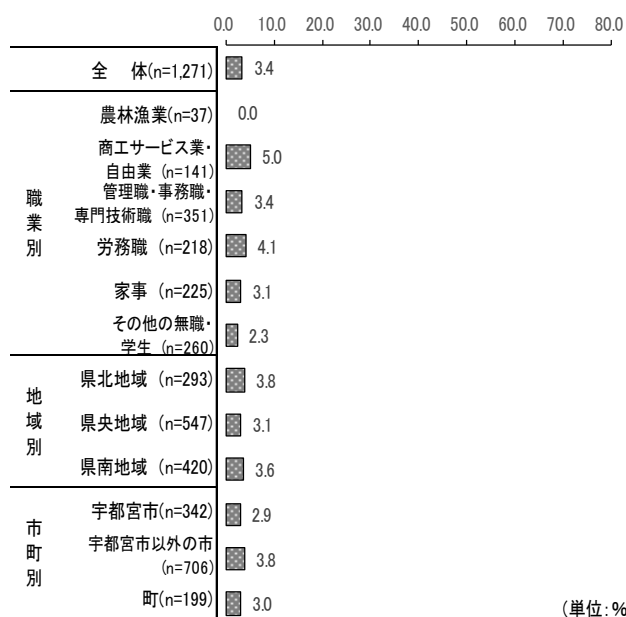 0.0 10.0 20.0 30.0 40.0 50.0 60.0 70.0 80.0
全 体(n=1,271) 3.4
職業別
農林漁業(n=37) 0.0
商工サービス業・
自由業 (n=141) 5.0
管理職・事務職・
専門技術職 (n=351) 3.4
労務職 (n=218) 4.1
家事 (n=225) 3.1
その他の無職・
学生 (n=260) 2.3
地域別
県北地域 (n=293) 3.8
県央地域 (n=547) 3.1
県南地域 (n=420) 3.6
市町別
宇都宮市(n=342) 2.9
宇都宮市以外の市
(n=706) 3.8
町(n=199) 3.0
(単位:%